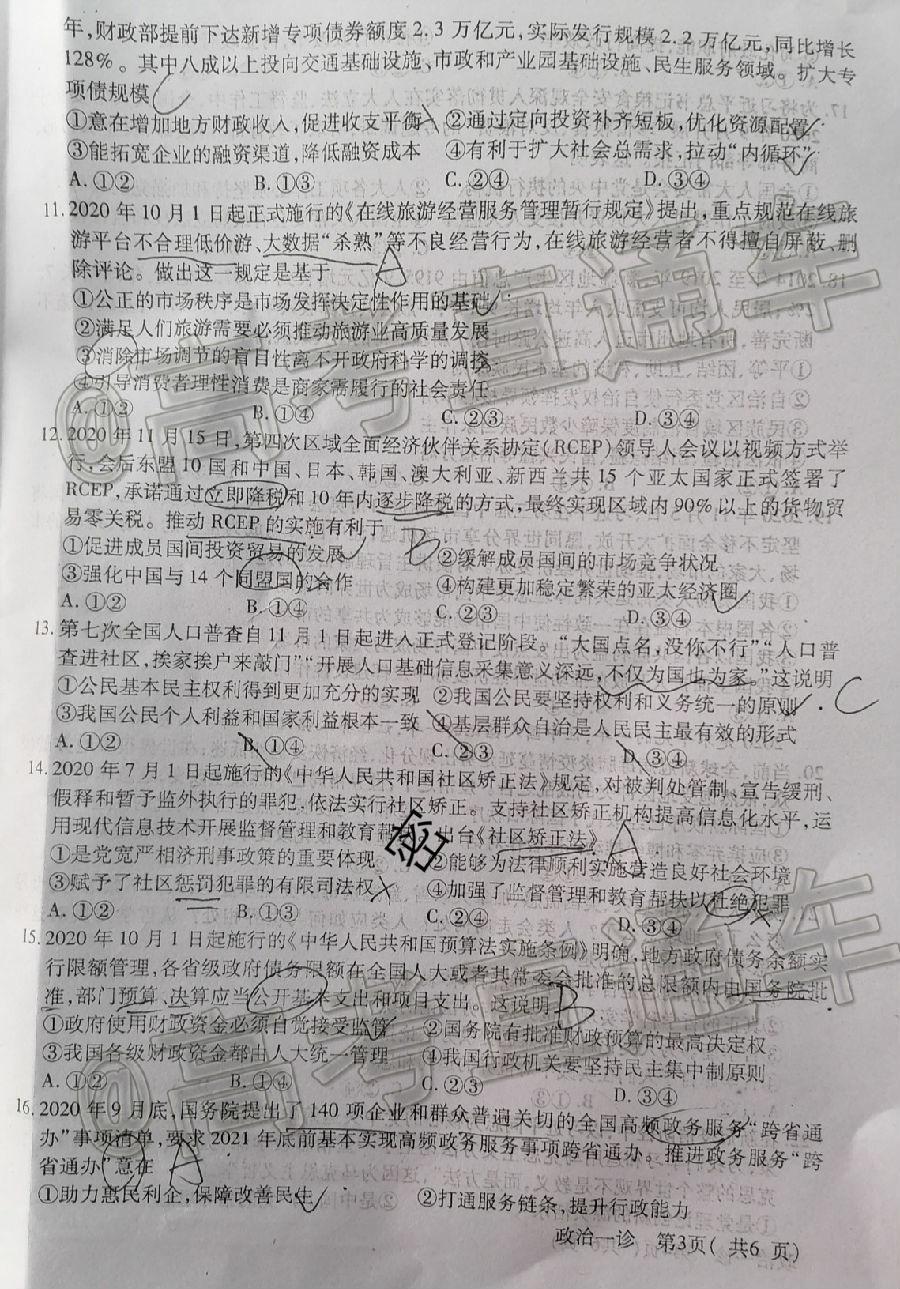 年,财政部提前下达新增专项债券额度2.3万亿元,实际发行规模2.2万亿元,同比增长
128%。其中八成以上投向交通基础设施、市政和产业园基础设施、民生服务领域。扩大专
项债规模
C
①意在增加地方财政收入,促进收支平衡 ②通过定向投资补齐短板,优化资源配置
③能拓宽企业的融资渠道,降低融资成本 ④有利于扩大社会总需求,拉动“内循环”
A. ①② B. ①③ C. ②④ D. ③④
11. 2020年10月1日起正式施行的《在线旅游经营服务管理暂行规定》提出,重点规范在线旅
游平台不合理低价游、大数据“杀熟”等不良经营行为,在线旅游经营者不得擅自屏蔽、删
除评论。做出这一规定是基于
A
①公正的市场秩序是市场发挥决定性作用的基础
②满足人们旅游需要必须推动旅游业高质量发展
③消除市场调节的盲目性离不开政府科学的调控
④引导消费者理性消费是商家需履行的社会责任
A. ①② B. ①④ C. ②③ D. ③④
12. 2020年11月15日,第四次区域全面经济伙伴关系协定(RCEP)领导人会议以视频方式举
行,会后东盟10国和中国、日本、韩国、澳大利亚、新西兰共15个亚太国家正式签署了
RCEP,承诺通过立即降税和10年内逐步降税的方式,最终实现区域内90%以上的货物贸
易零关税。推动RCEP的实施有利于
B
①促进成员国间投资贸易的发展 ②缓解成员国间的市场竞争状况
③强化中国与14个同盟国的合作 ④构建更加稳定繁荣的亚太经济圈
A. ①② B. ①④ C. ②③ D. ③④
13. 第七次全国人口普查自11月1日起进入正式登记阶段。“大国点名,没你不行”“人口普
查进社区,挨家挨户来敲门”“开展人口基础信息采集意义深远,不仅为国也为家。”这说明
①公民基本民主权利得到更加充分的实现 ②我国公民要坚持权利和义务统一的原则
C
③我国公民个人利益和国家利益根本一致 ④基层群众自治是人民民主最有效的形式
A. ①② B. ①④ C. ②③ D. ③④
14. 2020年7月1日起施行的《中华人民共和国社区矫正法》规定,对被判处管制、宣告缓刑、
假释和暂予监外执行的罪犯,依法实行社区矫正。支持社区矫正机构提高信息化水平,运
用现代信息技术开展监督管理和教育帮 出台《社区矫正法》
密
A
①是党宽严相济刑事政策的重要体现 ②能够为法律顺利实施营造良好社会环境
③赋予了社区惩罚犯罪的有限司法权 ④加强了监督管理和教育帮扶以杜绝犯罪
A. ①② B. ①③ C. ②④ D. ③④
15. 2020年10月1日起施行的《中华人民共和国预算法实施条例》明确,地方政府债务余额实
行限额管理,各省级政府债务限额在全国人大或者其常委会批准的总限额内由国务院批
准,部门预算、决算应当公开基本支出和项目支出。这说明
B
①政府使用财政资金必须自觉接受监管 ②国务院有批准财政预算的最高决定权
③我国各级财政资金都由人大统一管理 ④我国行政机关要坚持民主集中制原则
A. ①② B. ①④ C. ②③ D. ③④
16. 2020年9月底,国务院提出了140项企业和群众普遍关切的全国高频政务服务“跨省通
办”事项清单,要求2021年底前基本实现高频政务服务事项跨省通办。推进政务服务“跨
省通办”意在
A
①助力惠民利企,保障改善民生 ②打通服务链条,提升行政能力
政治一诊 第3页(共6页)
@高考直通车
@高考直通车